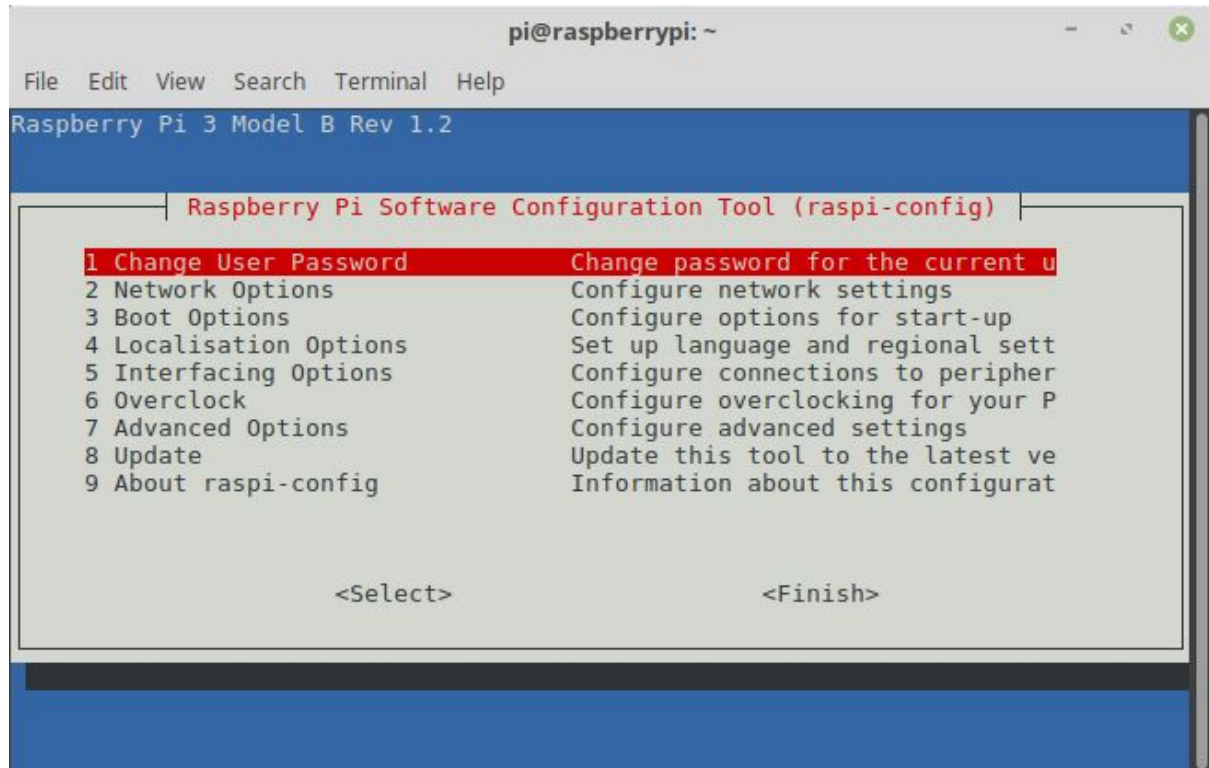 pi@raspberrypi: ~
File Edit View Search Terminal Help
Raspberry Pi 3 Model B Rev 1.2
Raspberry Pi Software Configuration Tool (raspi-config)
1 Change User Password Change password for the current u
2 Network Options Configure network settings
3 Boot Options Configure options for start-up
4 Localisation Options Set up language and regional sett
5 Interfacing Options Configure connections to peripher
6 Overclock Configure overclocking for your P
7 Advanced Options Configure advanced settings
8 Update Update this tool to the latest ve
9 About raspi-config Information about this configurat
<Select> <Finish>